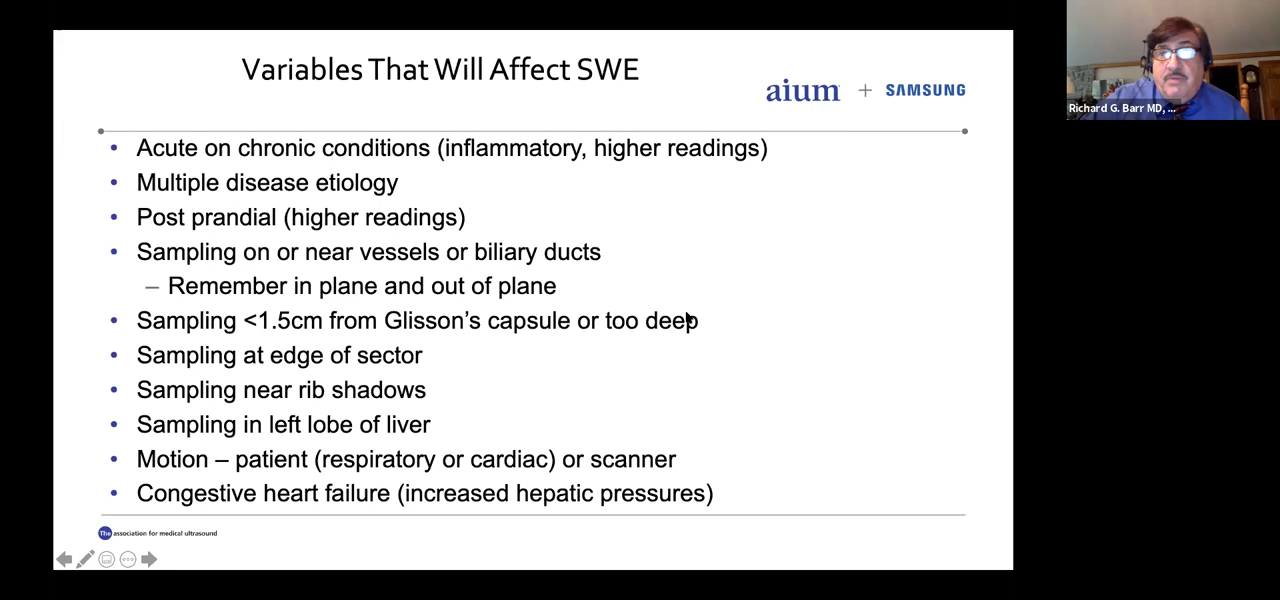 Variables That Will Affect SWE
aium + SAMSUNG
Richard G. Barr MD, ...
• Acute on chronic conditions (inflammatory, higher readings)
• Multiple disease etiology
• Post prandial (higher readings)
• Sampling on or near vessels or biliary ducts
– Remember in plane and out of plane
• Sampling <1.5cm from Glisson’s capsule or too deep
• Sampling at edge of sector
• Sampling near rib shadows
• Sampling in left lobe of liver
• Motion – patient (respiratory or cardiac) or scanner
• Congestive heart failure (increased hepatic pressures)
The association for medical ultrasound